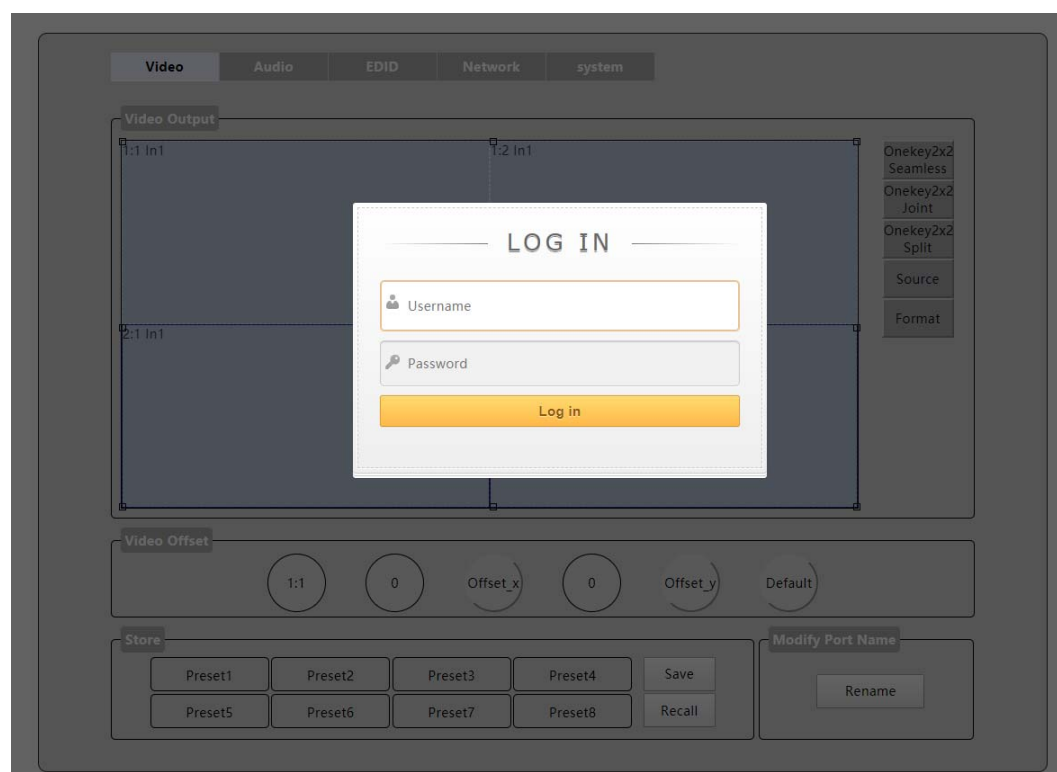 Video Audio EDID Network system
Video Output
1:1 In1 1:2 In1
Onekey2x2
Seamless
Onekey2x2
Joint
Onekey2x2
Split
Source
Format
LOG IN
Username
Password
Log in
2:1 In1
Video Offset
1:1 0 Offset_x 0 Offset_y Default
Store
Preset1 Preset2 Preset3 Preset4 Save
Preset5 Preset6 Preset7 Preset8 Recall
Modify Port Name
Rename